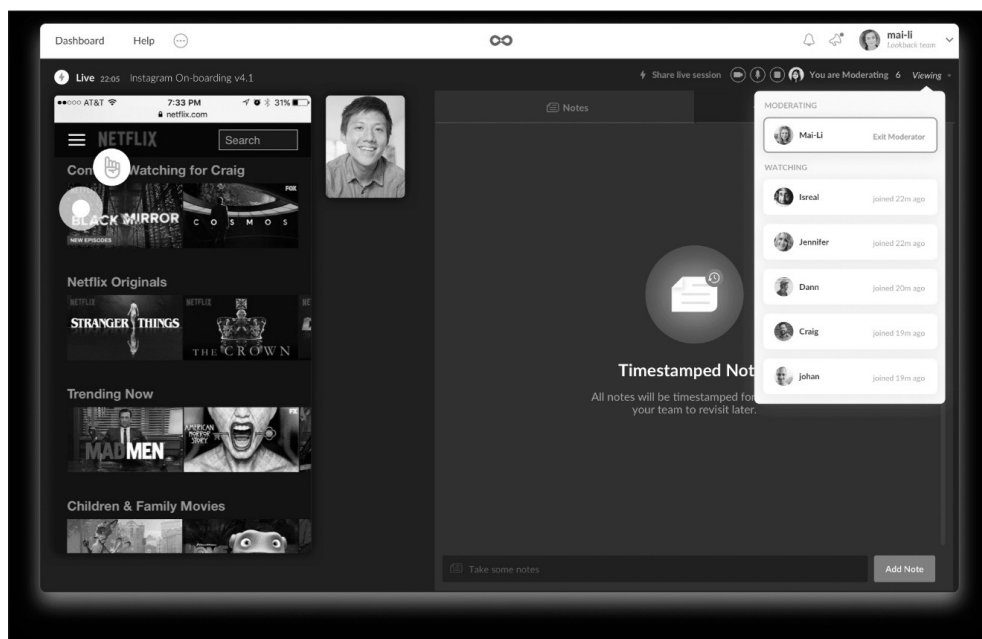 Dashboard Help
mai-li
Lookback team
Live 22:05 Instagram On-boarding v4.1
Share live session You are Moderating 6 Viewing
AT&T 7:33 PM 31%
netflix.com
NETFLIX Search
Con Watching for Craig
BLACK MIRROR
NEW EPISODES
FOX
COSMOS
Netflix Originals
NETFLIX
STRANGER THINGS
NETFLIX
THE CROWN
NE
Trending Now
MAD MEN
AMERICAN
HORROR
STORY
FX
Children & Family Movies
Notes
Timestamped Not
All notes will be timestamped for
your team to revisit later.
Take some notes
Add Note
MODERATING
Mai-Li Exit Moderator
WATCHING
Isreal joined 22m ago
Jennifer joined 22m ago
Dann joined 20m ago
Craig joined 19m ago
johan joined 19m ago